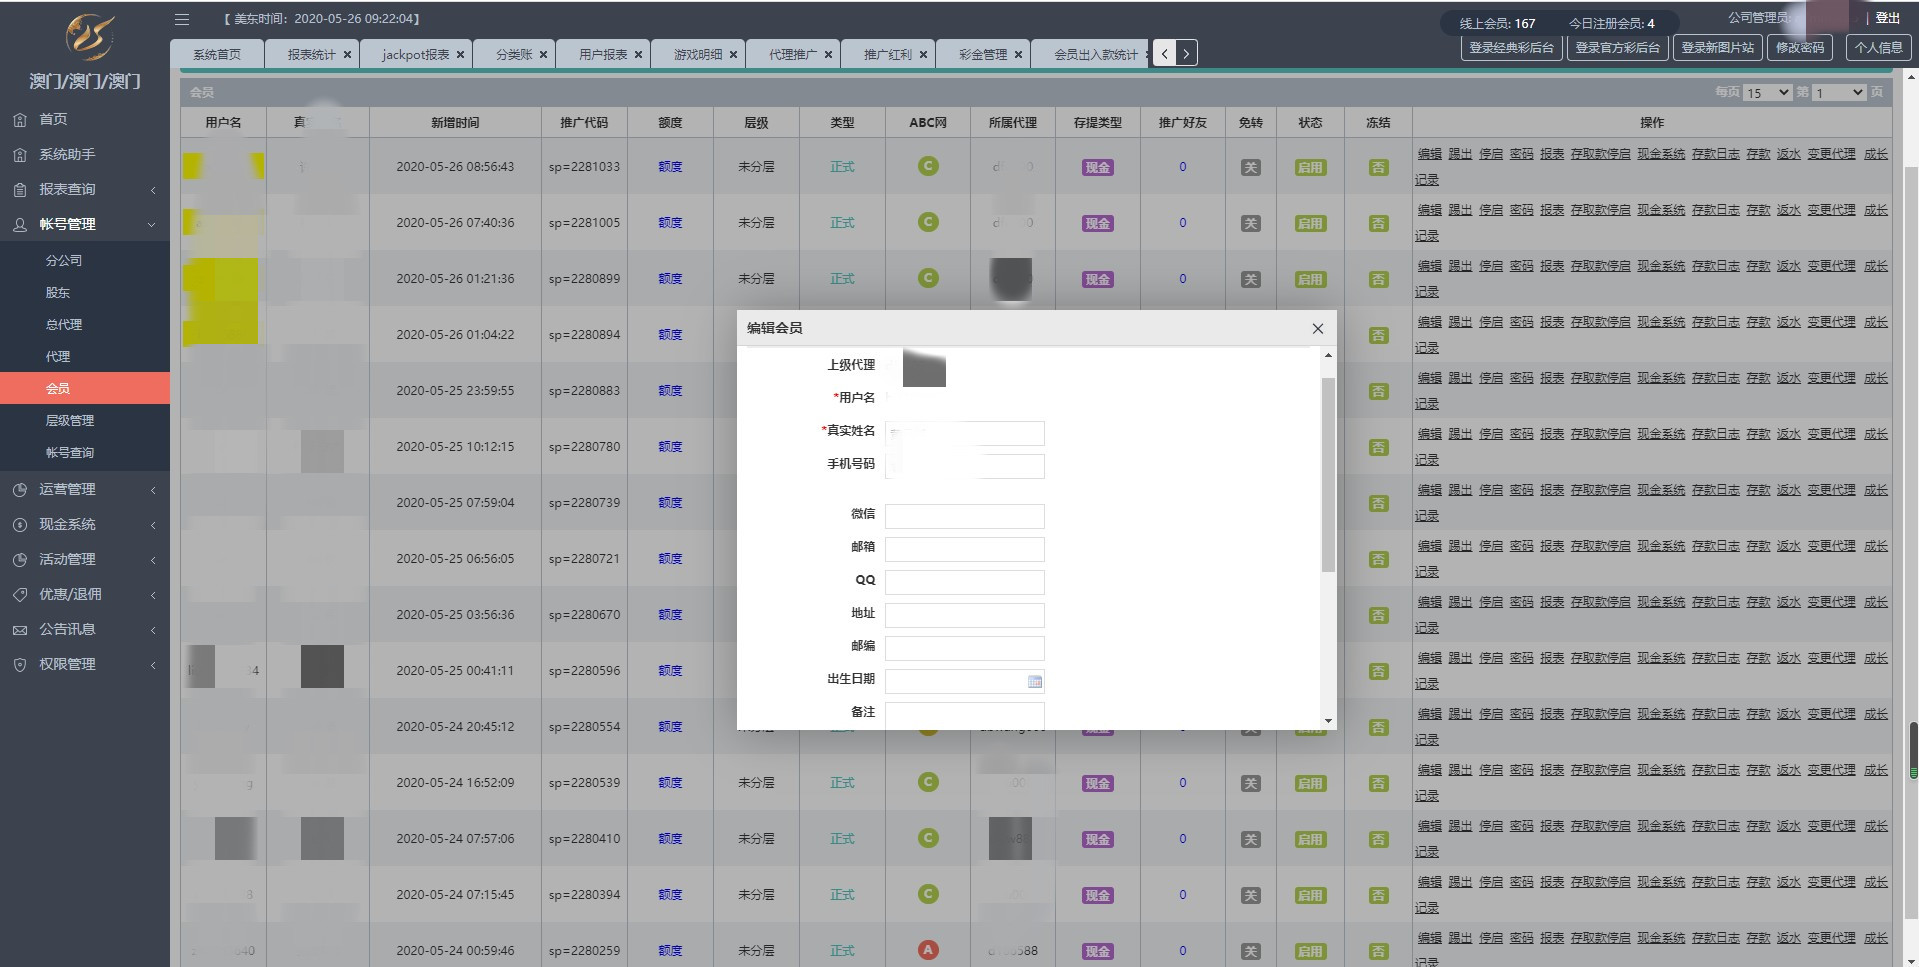 【 美东时间：2020-05-26 09:22:04】
线上会员: 167 今日注册会员: 4
公司管理员:
| 登出
系统首页 报表统计 × jackpot报表 × 分类账 × 用户报表 × 游戏明细 × 代理推广 × 推广红利 × 彩金管理 × 会员出入款统计 < >
登录经典彩后台 登录官方彩后台 登录新图片站 修改密码 个人信息
澳门/澳门/澳门
首页
系统助手
报表查询
帐号管理
分公司
股东
总代理
代理
会员
层级管理
帐号查询
运营管理
现金系统
活动管理
优惠/退佣
公告讯息
权限管理
会员 每页 15 第 1 页
用户名 新增时间 推广代码 额度 层级 类型 ABC网 所属代理 存提类型 推广好友 免转 状态 冻结 操作
2020-05-26 08:56:43 sp=2281033 额度 未分层 正式 C 现金 0 关 启用 否 编辑 踢出 停启 密码 报表 存取款停启 现金系统 存款日志 存款 返水 变更代理 成长
记录
2020-05-26 07:40:36 sp=2281005 额度 未分层 正式 C 现金 0 关 启用 否 编辑 踢出 停启 密码 报表 存取款停启 现金系统 存款日志 存款 返水 变更代理 成长
记录
2020-05-26 01:21:36 sp=2280899 额度 未分层 正式 C 现金 0 关 启用 否 编辑 踢出 停启 密码 报表 存取款停启 现金系统 存款日志 存款 返水 变更代理 成长
记录
2020-05-26 01:04:22 sp=2280894 额度 否 编辑 踢出 停启 密码 报表 存取款停启 现金系统 存款日志 存款 返水 变更代理 成长
记录
2020-05-25 23:59:55 sp=2280883 额度 否 编辑 踢出 停启 密码 报表 存取款停启 现金系统 存款日志 存款 返水 变更代理 成长
记录
2020-05-25 10:12:15 sp=2280780 额度 否 编辑 踢出 停启 密码 报表 存取款停启 现金系统 存款日志 存款 返水 变更代理 成长
记录
2020-05-25 07:59:04 sp=2280739 额度 否 编辑 踢出 停启 密码 报表 存取款停启 现金系统 存款日志 存款 返水 变更代理 成长
记录
2020-05-25 06:56:05 sp=2280721 额度 否 编辑 踢出 停启 密码 报表 存取款停启 现金系统 存款日志 存款 返水 变更代理 成长
记录
2020-05-25 03:56:36 sp=2280670 额度 否 编辑 踢出 停启 密码 报表 存取款停启 现金系统 存款日志 存款 返水 变更代理 成长
记录
2020-05-25 00:41:11 sp=2280596 额度 否 编辑 踢出 停启 密码 报表 存取款停启 现金系统 存款日志 存款 返水 变更代理 成长
记录
2020-05-24 20:45:12 sp=2280554 额度 未分层 正式 现金 关 启用 否 编辑 踢出 停启 密码 报表 存取款停启 现金系统 存款日志 存款 返水 变更代理 成长
记录
2020-05-24 16:52:09 sp=2280539 额度 未分层 正式 C 现金 0 关 启用 否 编辑 踢出 停启 密码 报表 存取款停启 现金系统 存款日志 存款 返水 变更代理 成长
记录
2020-05-24 07:57:06 sp=2280410 额度 未分层 正式 C 现金 0 关 启用 否 编辑 踢出 停启 密码 报表 存取款停启 现金系统 存款日志 存款 返水 变更代理 成长
记录
2020-05-24 07:15:45 sp=2280394 额度 未分层 正式 C 现金 0 关 启用 否 编辑 踢出 停启 密码 报表 存取款停启 现金系统 存款日志 存款 返水 变更代理 成长
记录
2020-05-24 00:59:46 sp=2280259 额度 未分层 正式 A 现金 0 关 启用 否 编辑 踢出 停启 密码 报表 存取款停启 现金系统 存款日志 存款 返水 变更代理 成长
记录
编辑会员 ×
上级代理
*用户名
*真实姓名
手机号码
微信
邮箱
QQ
地址
邮编
出生日期
备注